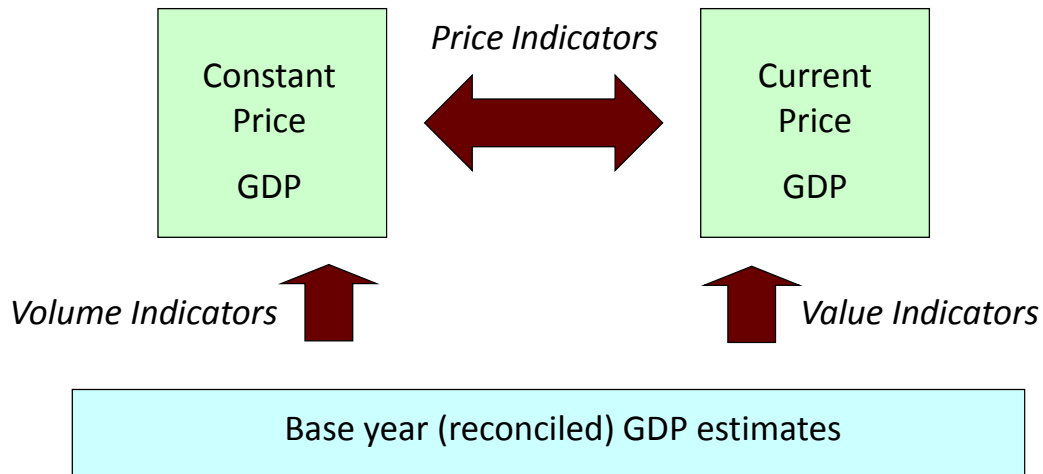 Price Indicators
Constant
Price
GDP
Current
Price
GDP
Volume Indicators
Value Indicators
Base year (reconciled) GDP estimates